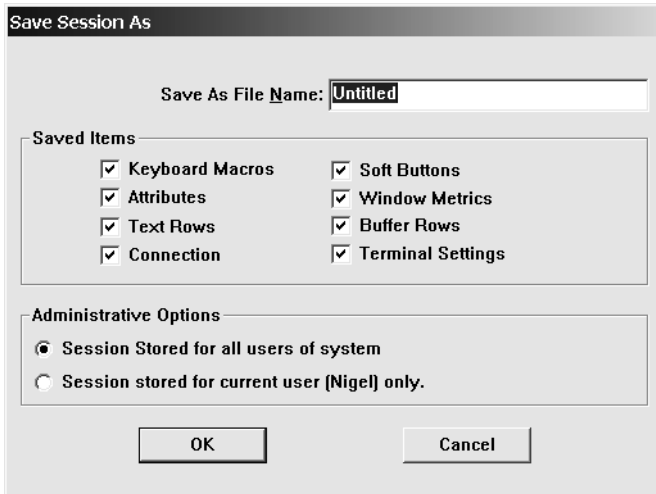 Save Session As
Save As File Name: Untitled
Saved Items
Keyboard Macros
Attributes
Text Rows
Connection
Soft Buttons
Window Metrics
Buffer Rows
Terminal Settings
Administrative Options
Session Stored for all users of system
Session stored for current user (Nigel) only.
OK
Cancel